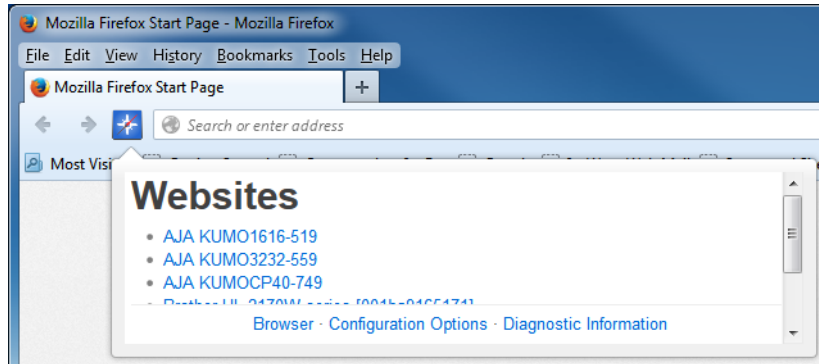 Mozilla Firefox Start Page - Mozilla Firefox
File Edit View History Bookmarks Tools Help
Mozilla Firefox Start Page +
Search or enter address
Most Visi
Websites
• AJA KUMO1616-519
• AJA KUMO3232-559
• AJA KUMOCP40-749
Browser · Configuration Options · Diagnostic Information